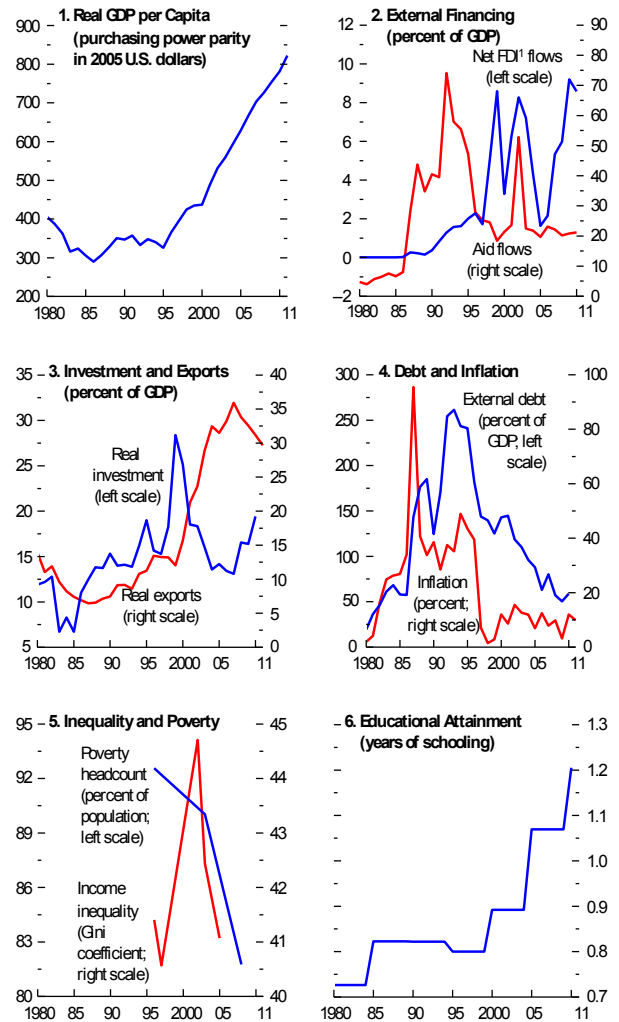 1. Real GDP per Capita
(purchasing power parity
in 2005 U.S. dollars)
900
800
700
600
500
400
300
200
1980 85 90 95 2000 05 11
2. External Financing
(percent of GDP)
Net FDI¹ flows
(left scale)
Aid flows
(right scale)
12
10
8
6
4
2
0
–2
90
80
70
60
50
40
30
20
10
0
1980 85 90 95 2000 05 11
3. Investment and Exports
(percent of GDP)
Real
investment
(left scale)
Real exports
(right scale)
35
30
25
20
15
10
5
40
35
30
25
20
15
10
5
0
1980 85 90 95 2000 05 11
4. Debt and Inflation
External debt
(percent of
GDP; left
scale)
Inflation
(percent;
right scale)
300
250
200
150
100
50
0
100
80
60
40
20
0
1980 85 90 95 2000 05 11
5. Inequality and Poverty
Poverty
headcount
(percent of
population;
left scale)
Income
inequality
(Gini
coefficient;
right scale)
95
92
89
86
83
80
45
44
43
42
41
40
1980 85 90 95 2000 05 11
6. Educational Attainment
(years of schooling)
1.3
1.2
1.1
1.0
0.9
0.8
0.7
1980 85 90 95 2000 05 11